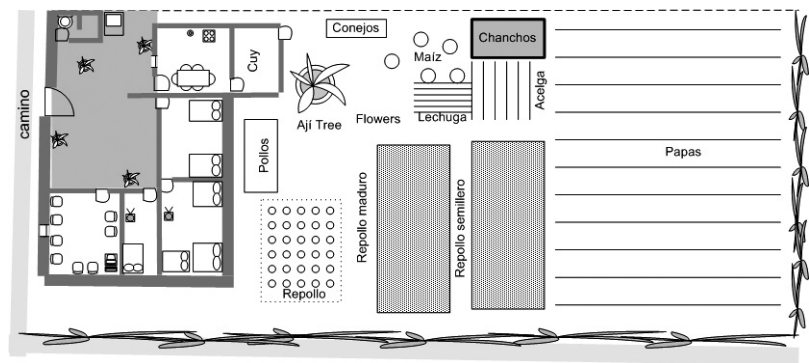 Conejos
Chanchos
Maíz
Cuy
camino
Acelga
Lechuga
Flowers
Ají Tree
Pollos
Papas
Repollo maduro
Repollo semillero
Repollo